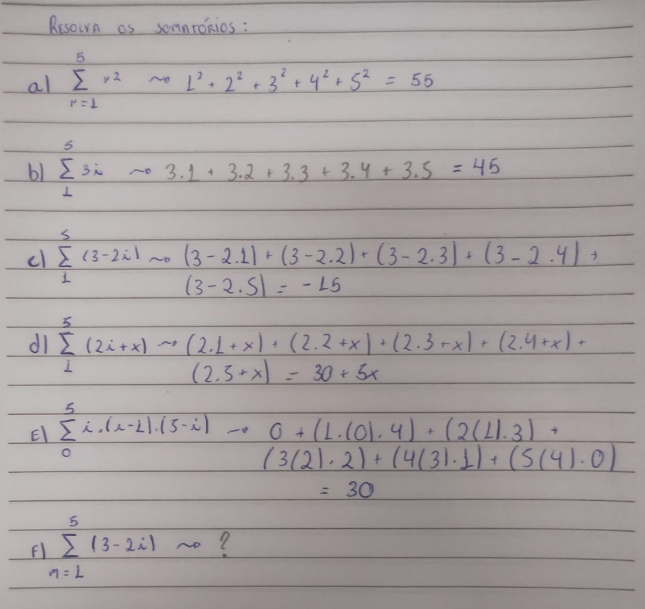 RESOLVA OS SOMATÓRIOS:
a) 5 Σ r=1 r² ~> 1² + 2² + 3² + 4² + 5² = 55
b) 5 Σ 1 3i ~> 3.1 + 3.2 + 3.3 + 3.4 + 3.5 = 45
c) 5 Σ 1 (3-2i) ~> (3-2.1) + (3-2.2) + (3-2.3) + (3-2.4) +
(3-2.5) = -15
d) 5 Σ 1 (2i+x) ~> (2.1+x) + (2.2+x) + (2.3+x) + (2.4+x) +
(2.5+x) = 30 + 5x
E) 5 Σ 0 i.(i-1).(5-i) ~> 0 + (1.(0).4) + (2(1).3) +
(3(2).2) + (4(3).1) + (5(4).0)
= 30
F) 5 Σ n=1 (3-2i) ~> ?